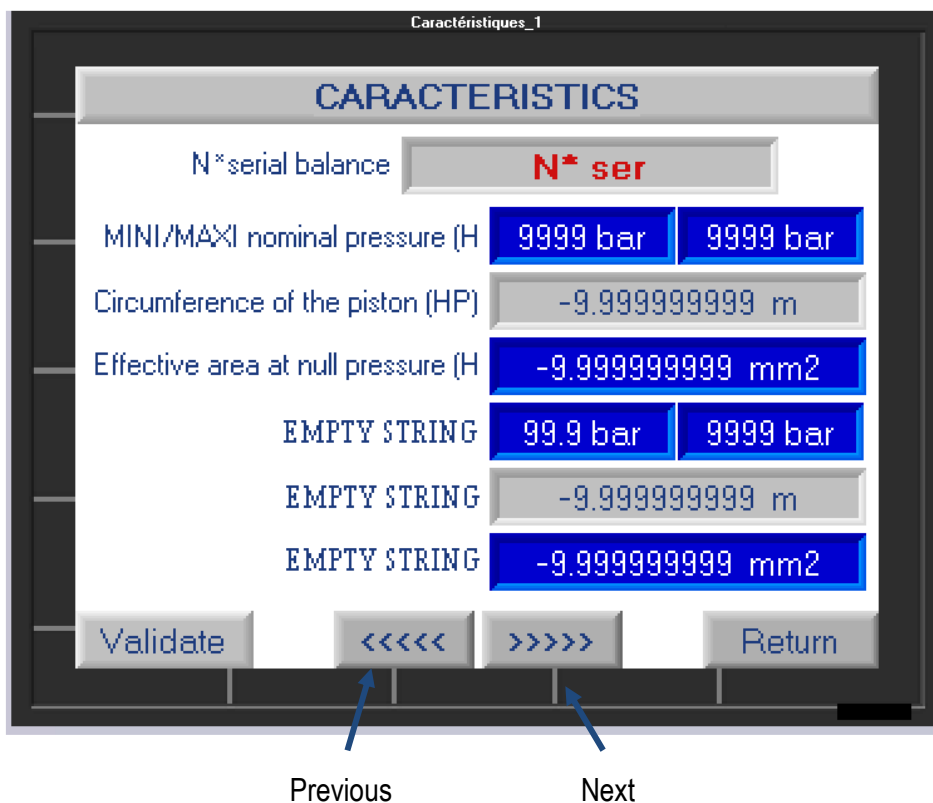 Caractéristiques_1
CARACTERISTICS
N*serial balance N* ser
MINI/MAXI nominal pressure (H 9999 bar 9999 bar
Circumference of the piston (HP) -9.999999999 m
Effective area at null pressure (H -9.999999999 mm2
EMPTY STRING 99.9 bar 9999 bar
EMPTY STRING -9.999999999 m
EMPTY STRING -9.999999999 mm2
Validate <<<<< >>>>> Return
Previous Next